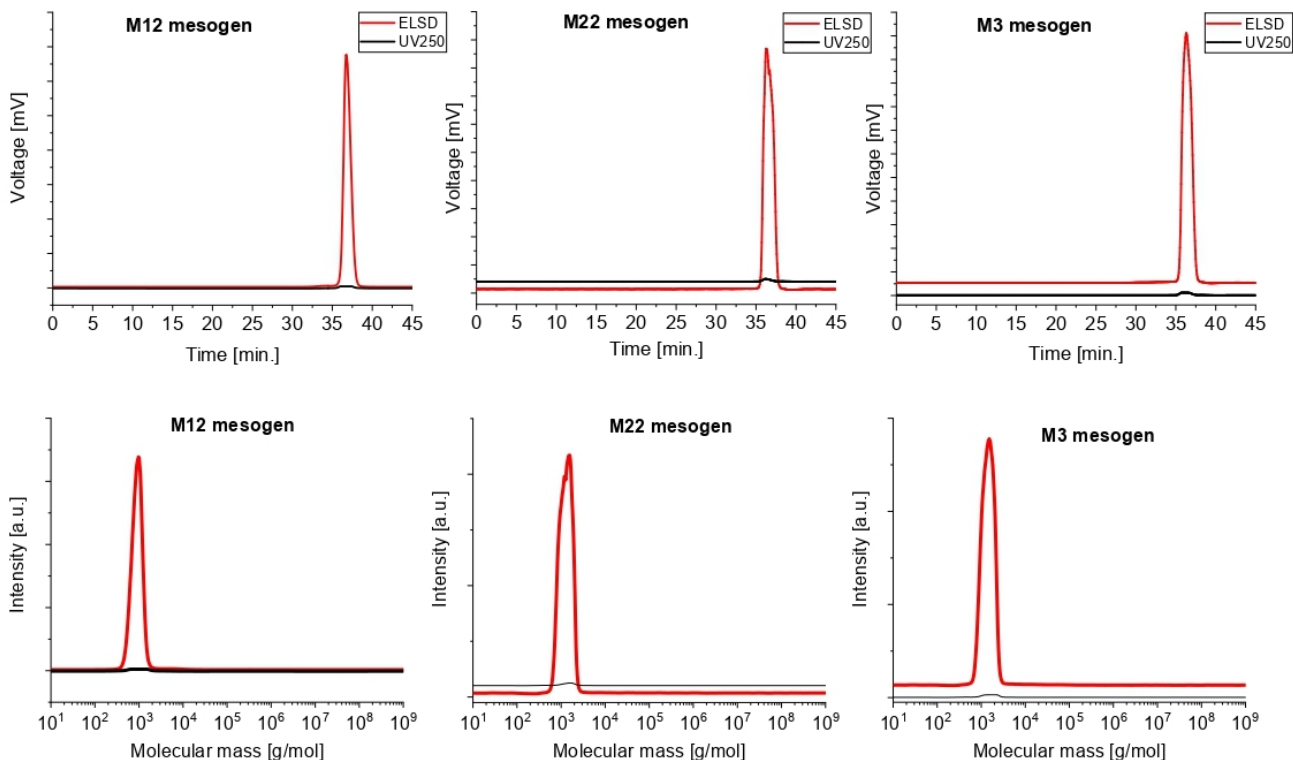 M12 mesogen
ELSD
UV250
Voltage [mV]
0 5 10 15 20 25 30 35 40 45
Time [min.]
M22 mesogen
ELSD
UV250
Voltage [mV]
0 5 10 15 20 25 30 35 40 45
Time [min.]
M3 mesogen
ELSD
UV250
Voltage [mV]
0 5 10 15 20 25 30 35 40 45
Time [min.]
M12 mesogen
Intensity [a.u.]
10¹ 10² 10³ 10⁴ 10⁵ 10⁶ 10⁷ 10⁸ 10⁹
Molecular mass [g/mol]
M22 mesogen
Intensity [a.u.]
10¹ 10² 10³ 10⁴ 10⁵ 10⁶ 10⁷ 10⁸ 10⁹
Molecular mass [g/mol]
M3 mesogen
Intensity [a.u.]
10¹ 10² 10³ 10⁴ 10⁵ 10⁶ 10⁷ 10⁸ 10⁹
Molecular mass [g/mol]